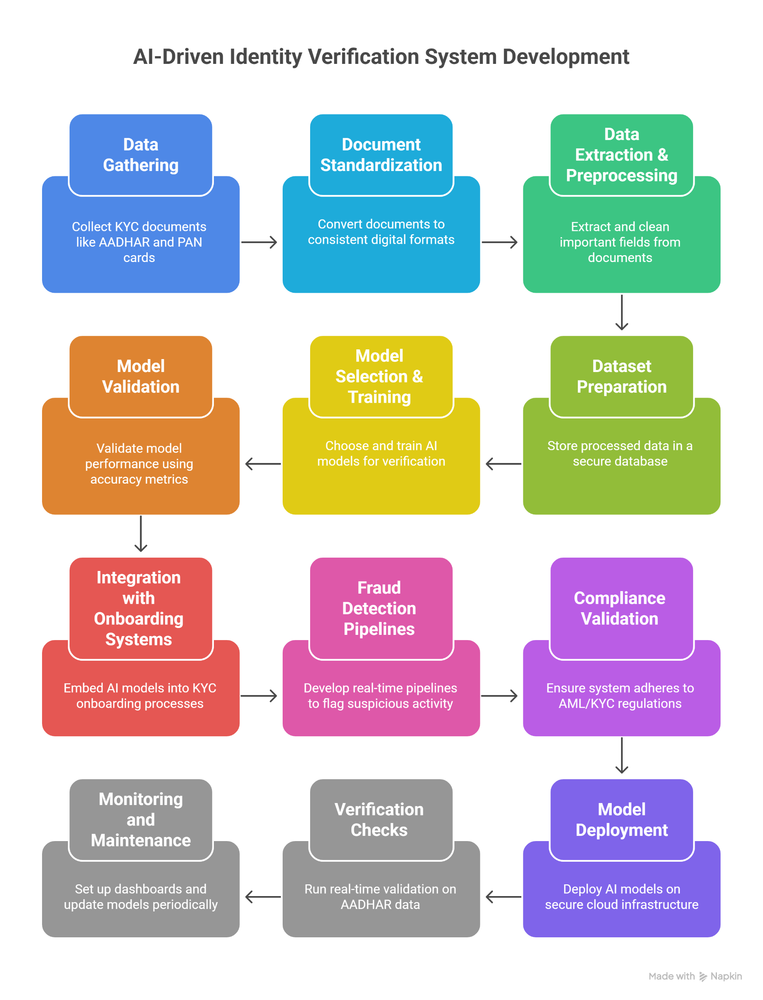 AI-Driven Identity Verification System Development
Data
Gathering
Collect KYC documents
like AADHAR and PAN
cards
Document
Standardization
Convert documents to
consistent digital formats
Data
Extraction &
Preprocessing
Extract and clean
important fields from
documents
Dataset
Preparation
Store processed data in a
secure database
Model
Selection &
Training
Choose and train AI
models for verification
Model
Validation
Validate model
performance using
accuracy metrics
Integration
with
Onboarding
Systems
Embed AI models into KYC
onboarding processes
Fraud
Detection
Pipelines
Develop real-time pipelines
to flag suspicious activity
Compliance
Validation
Ensure system adheres to
AML/KYC regulations
Model
Deployment
Deploy AI models on
secure cloud infrastructure
Verification
Checks
Run real-time validation on
AADHAR data
Monitoring
and
Maintenance
Set up dashboards and
update models periodically
Made with Napkin